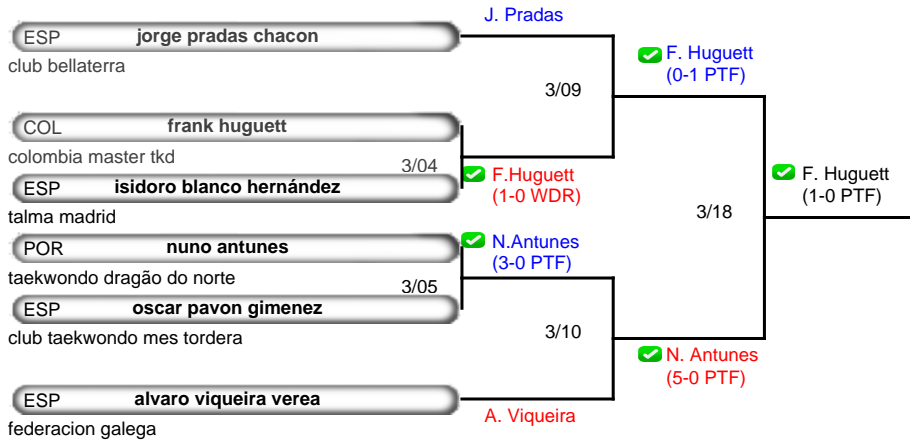 J. Pradas
ESP jorge pradas chacon
club bellaterra
F. Huguett
(0-1 PTF)
3/09
COL frank huguett
colombia master tkd
3/04
F.Huguett
(1-0 WDR)
ESP isidoro blanco hernández
talma madrid
F. Huguett
(1-0 PTF)
3/18
POR nuno antunes
taekwondo dragão do norte
N.Antunes
(3-0 PTF)
3/05
ESP oscar pavon gimenez
club taekwondo mes tordera
3/10
N. Antunes
(5-0 PTF)
ESP alvaro viqueira verea
federacion galega
A. Viqueira